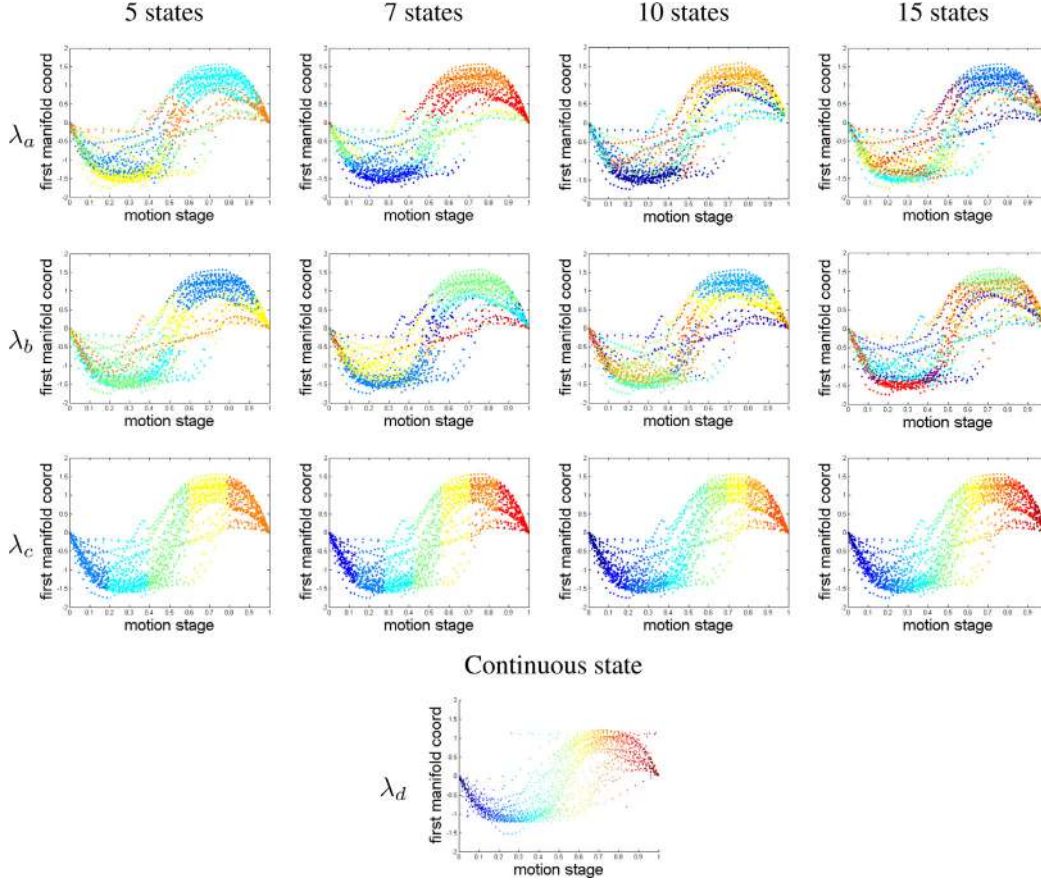 5 states
7 states
10 states
15 states
λa
first manifold coord
motion stage
first manifold coord
motion stage
first manifold coord
motion stage
first manifold coord
motion stage
λb
first manifold coord
motion stage
first manifold coord
motion stage
first manifold coord
motion stage
first manifold coord
motion stage
λc
first manifold coord
motion stage
first manifold coord
motion stage
first manifold coord
motion stage
first manifold coord
motion stage
Continuous state
λd
first manifold coord
motion stage